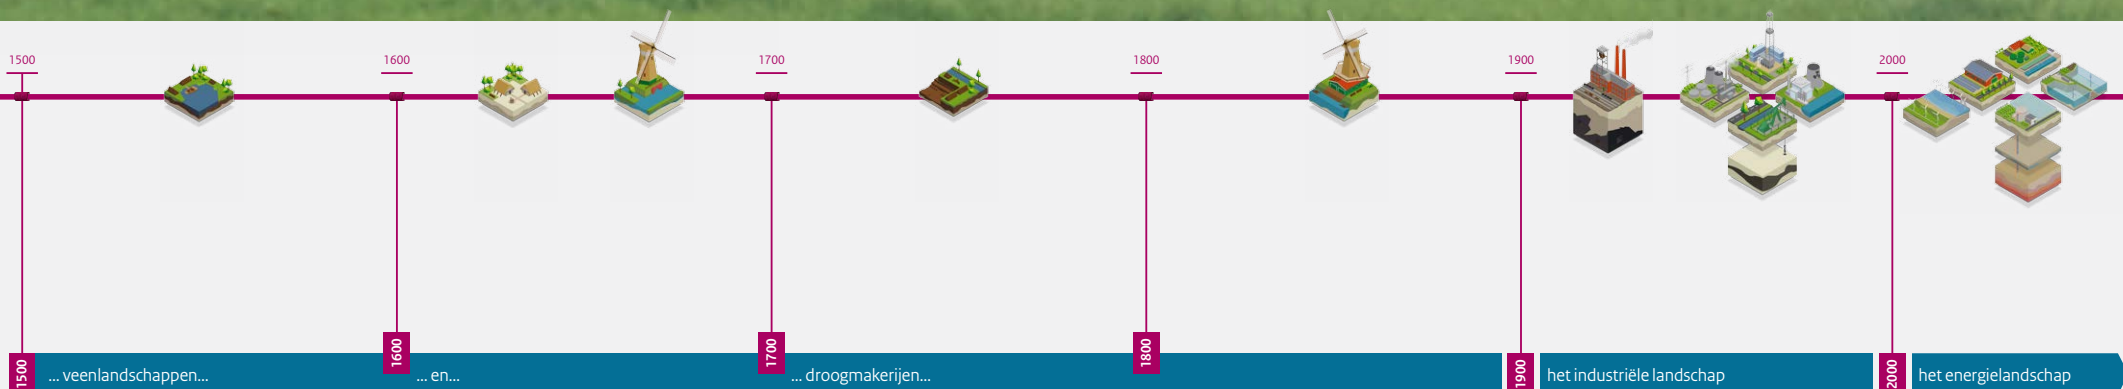 1500
1600
1700
1800
1900
2000
1500
1600
1700
1800
1900
2000
... veenlandschappen...
... en...
... droogmakerijen...
het industriële landschap
het energielandschap